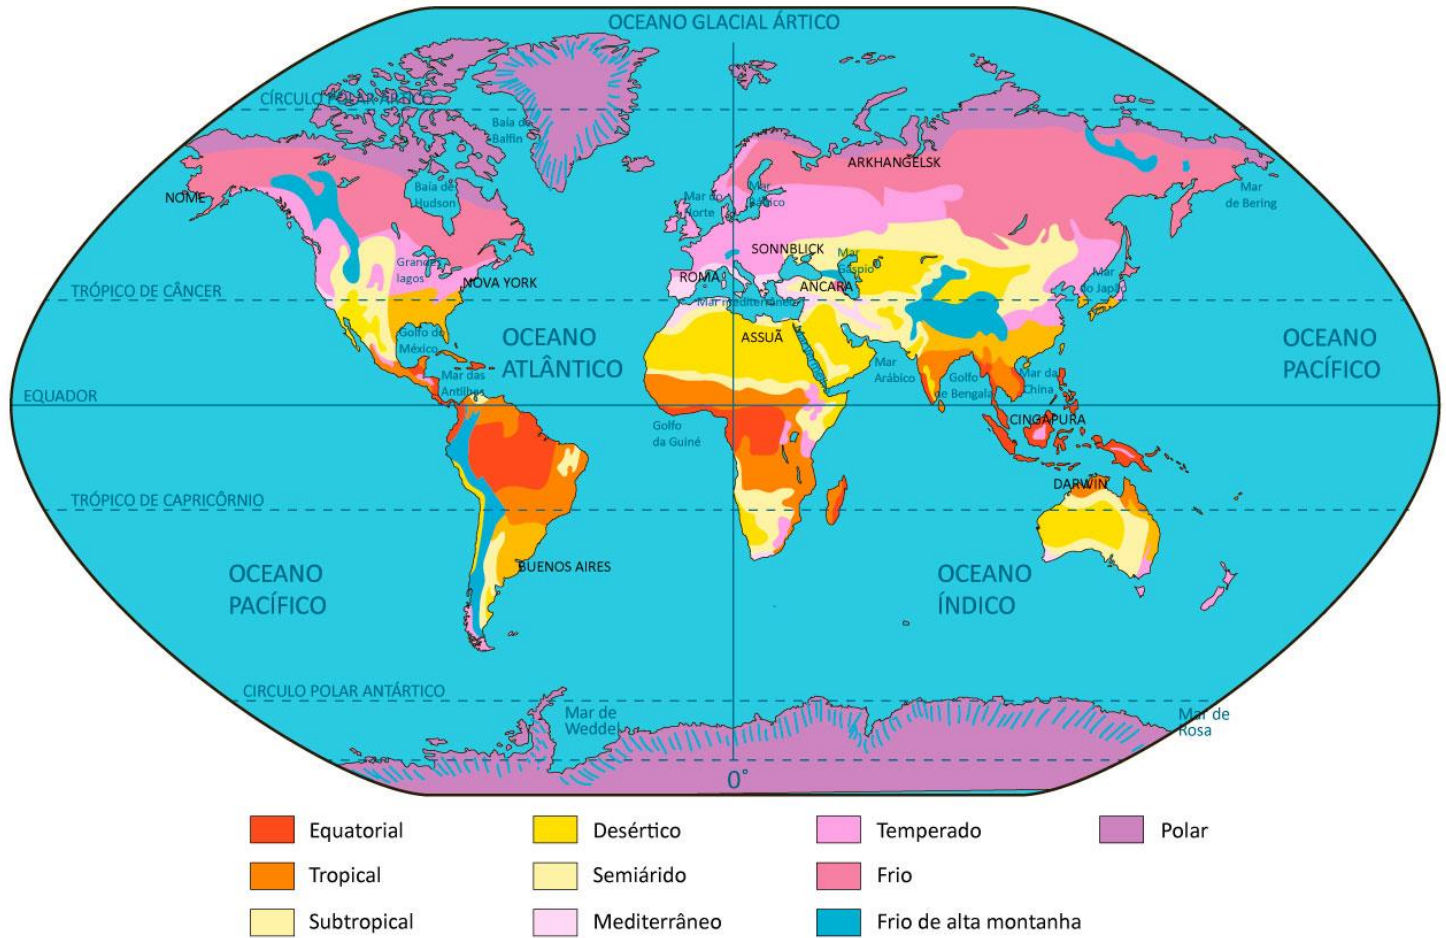 OCEANO GLACIAL ÁRTICO
CÍRCULO POLAR ÁRTICO
Baía de
Balfin
ARKHANGELSK
NOME
Baía de
Hudson
Mar do
Norte
Mar
Báltico
Mar
de Bering
SONNBLICK
Grandes
lagos
NOVA YORK
ROMA
Mar
Cáspio
ANCARA
Mar
do Japão
TRÓPICO DE CÂNCER
Mar mediterrâneo
Golfo do
México
OCEANO
ATLÂNTICO
ASSUÃ
OCEANO
PACÍFICO
Mar das
Antilhas
Mar
Arábico
Golfo
de Bengala
Mar da
China
EQUADOR
Golfo
da Guiné
CINGAPURA
DARWIN
TRÓPICO DE CAPRICÓRNIO
OCEANO
PACÍFICO
BUENOS AIRES
OCEANO
ÍNDICO
CIRCULO POLAR ANTÁRTICO
Mar de
Weddel
Mar de
Rosa
0°
Equatorial
Desértico
Temperado
Polar
Tropical
Semiárido
Frio
Subtropical
Mediterrâneo
Frio de alta montanha